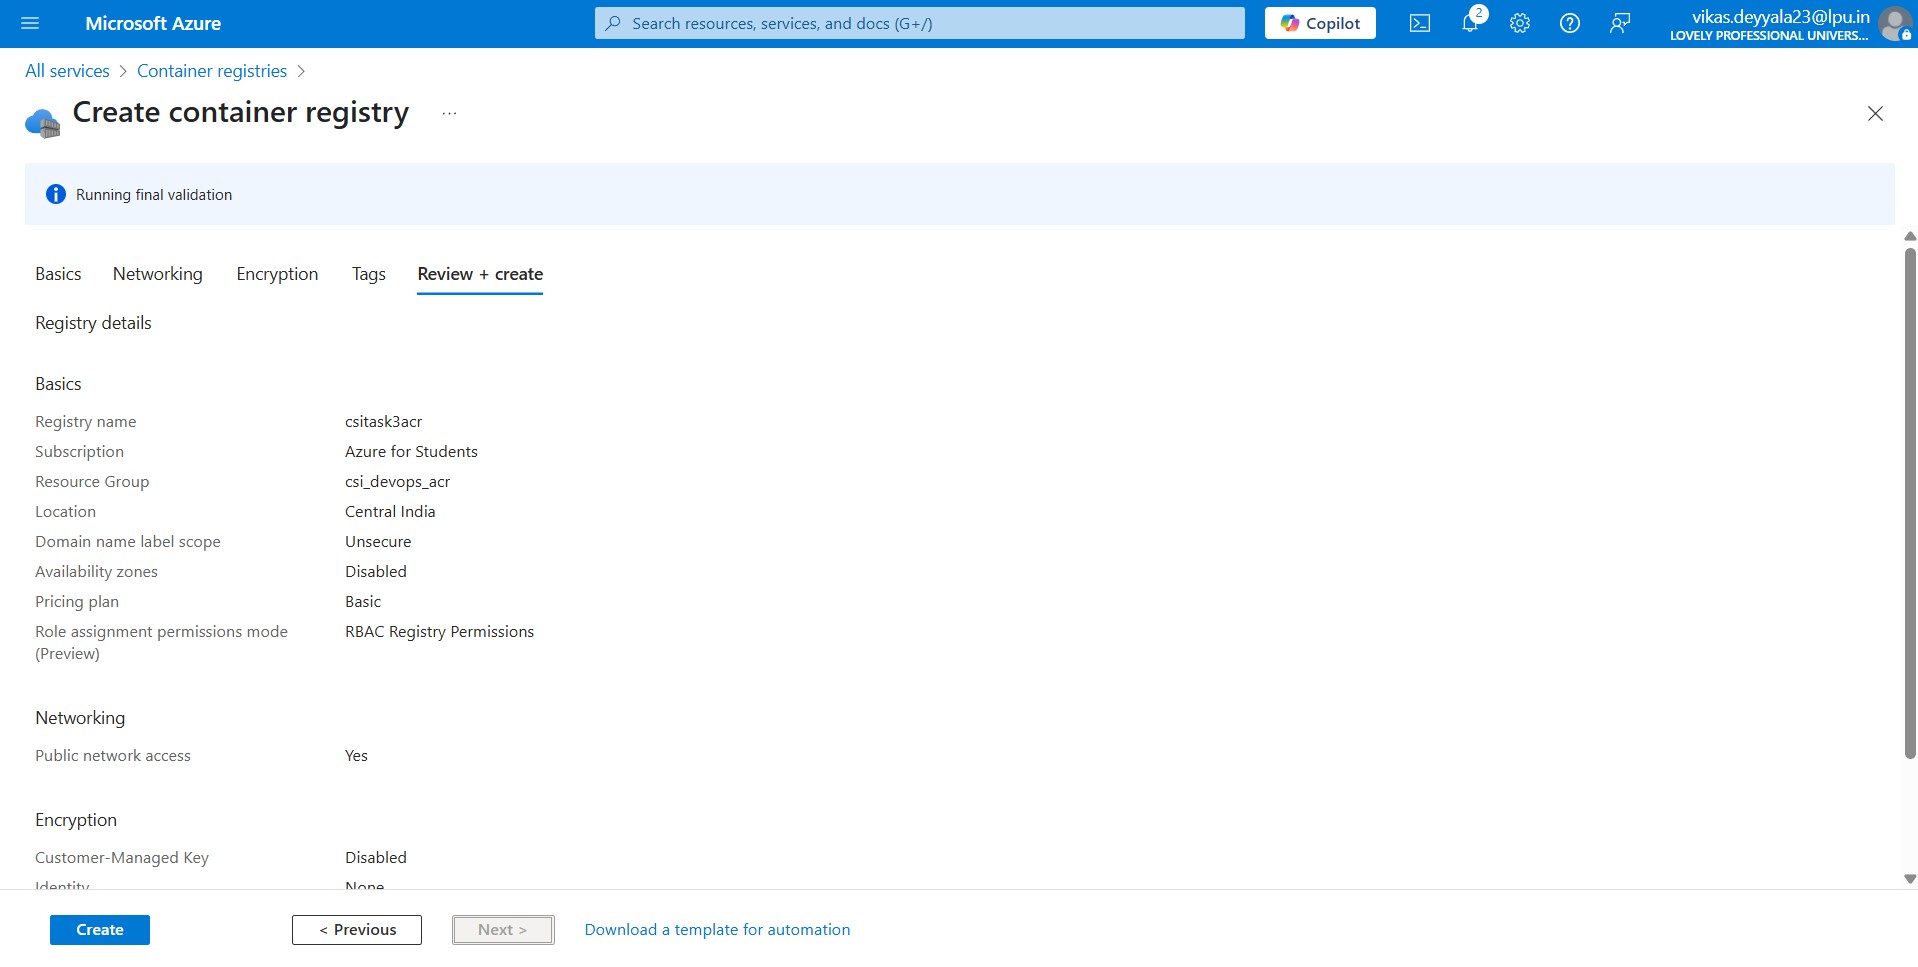 Microsoft Azure
Search resources, services, and docs (G+/)
Copilot
2
vikas.deyyala23@lpu.in
LOVELY PROFESSIONAL UNIVERS...
All services > Container registries >
Create container registry ...
Running final validation
Basics Networking Encryption Tags Review + create
Registry details
Basics
Registry name csitask3acr
Subscription Azure for Students
Resource Group csi_devops_acr
Location Central India
Domain name label scope Unsecure
Availability zones Disabled
Pricing plan Basic
Role assignment permissions mode RBAC Registry Permissions
(Preview)
Networking
Public network access Yes
Encryption
Customer-Managed Key Disabled
Identity None
Create < Previous Next > Download a template for automation